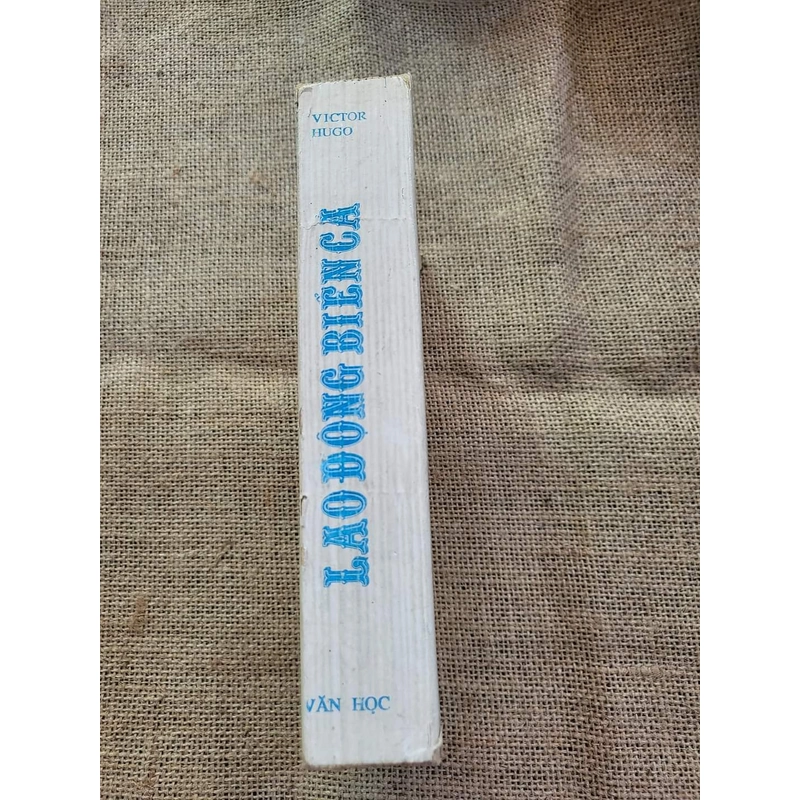 VICTOR
HUGO
LAO ĐỘNG BIỂN CẢ
VĂN HỌC